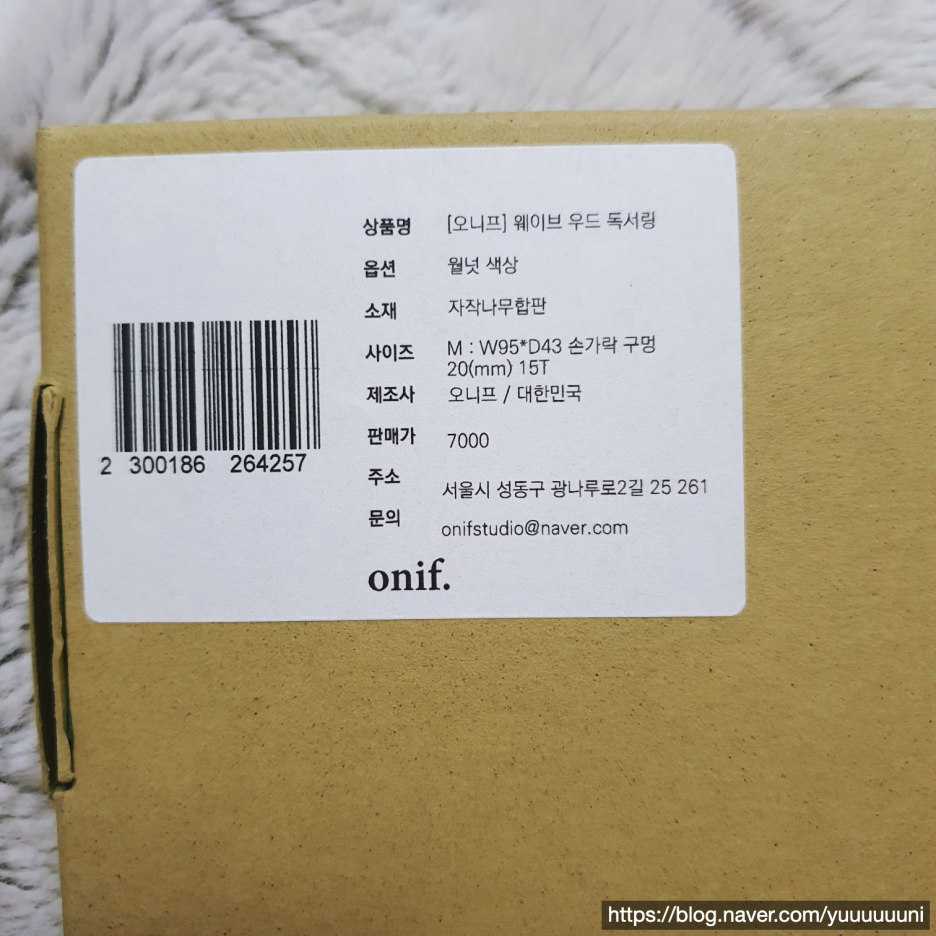 상품명 [오니프] 웨이브 우드 독서링
옵션 월넛 색상
소재 자작나무합판
사이즈 M : W95*D43 손가락 구멍
20(mm) 15T
제조사 오니프 / 대한민국
판매가 7000
주소 서울시 성동구 광나루로2길 25 261
문의 onifstudio@naver.com
onif.
2 300186 264257
https://blog.naver.com/yuuuuuuni